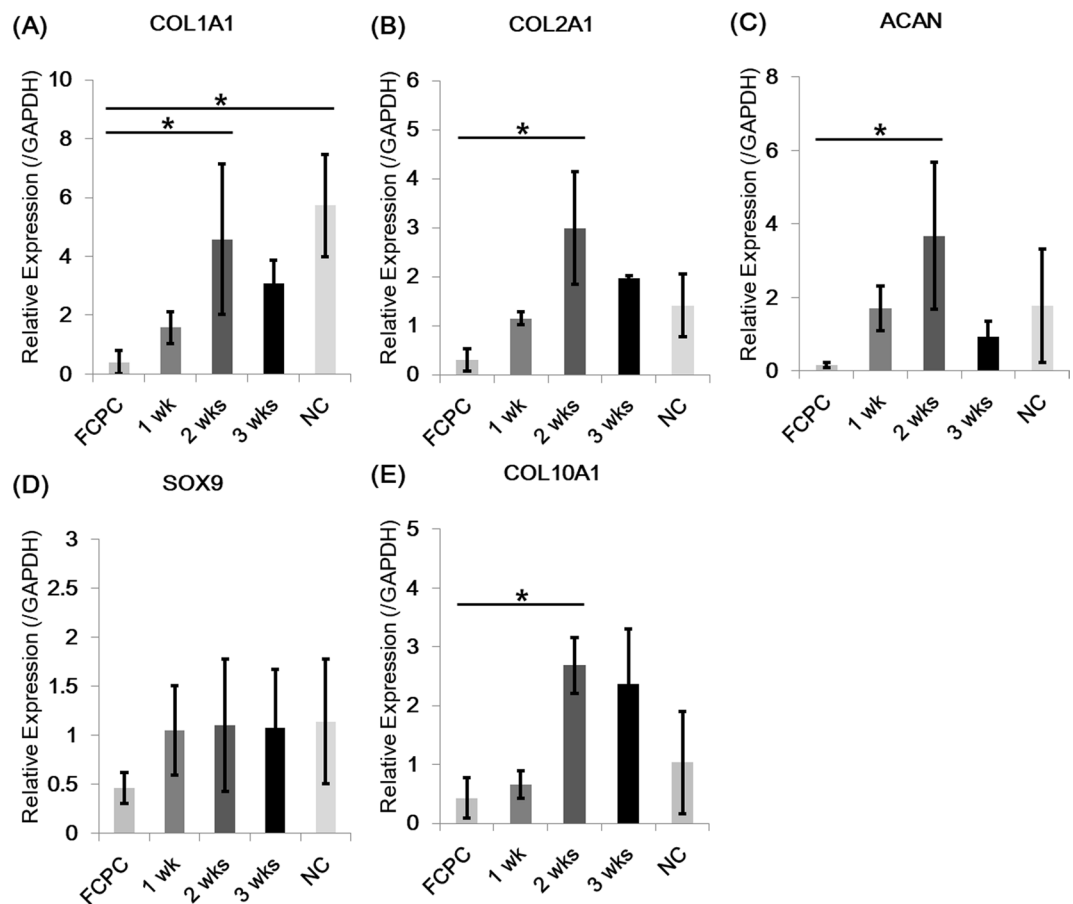 (A) COL1A1
Relative Expression (/GAPDH)
10
8
6
4
2
0
*
*
FCPC
1 wk
2 wks
3 wks
NC
(B) COL2A1
Relative Expression (/GAPDH)
6
5
4
3
2
1
0
*
FCPC
1 wk
2 wks
3 wks
NC
(C) ACAN
Relative Expression (/GAPDH)
8
6
4
2
0
*
FCPC
1 wk
2 wks
3 wks
NC
(D) SOX9
Relative Expression (/GAPDH)
3
2.5
2
1.5
1
0.5
0
FCPC
1 wk
2 wks
3 wks
NC
(E) COL10A1
Relative Expression (/GAPDH)
5
4
3
2
1
0
*
FCPC
1 wk
2 wks
3 wks
NC